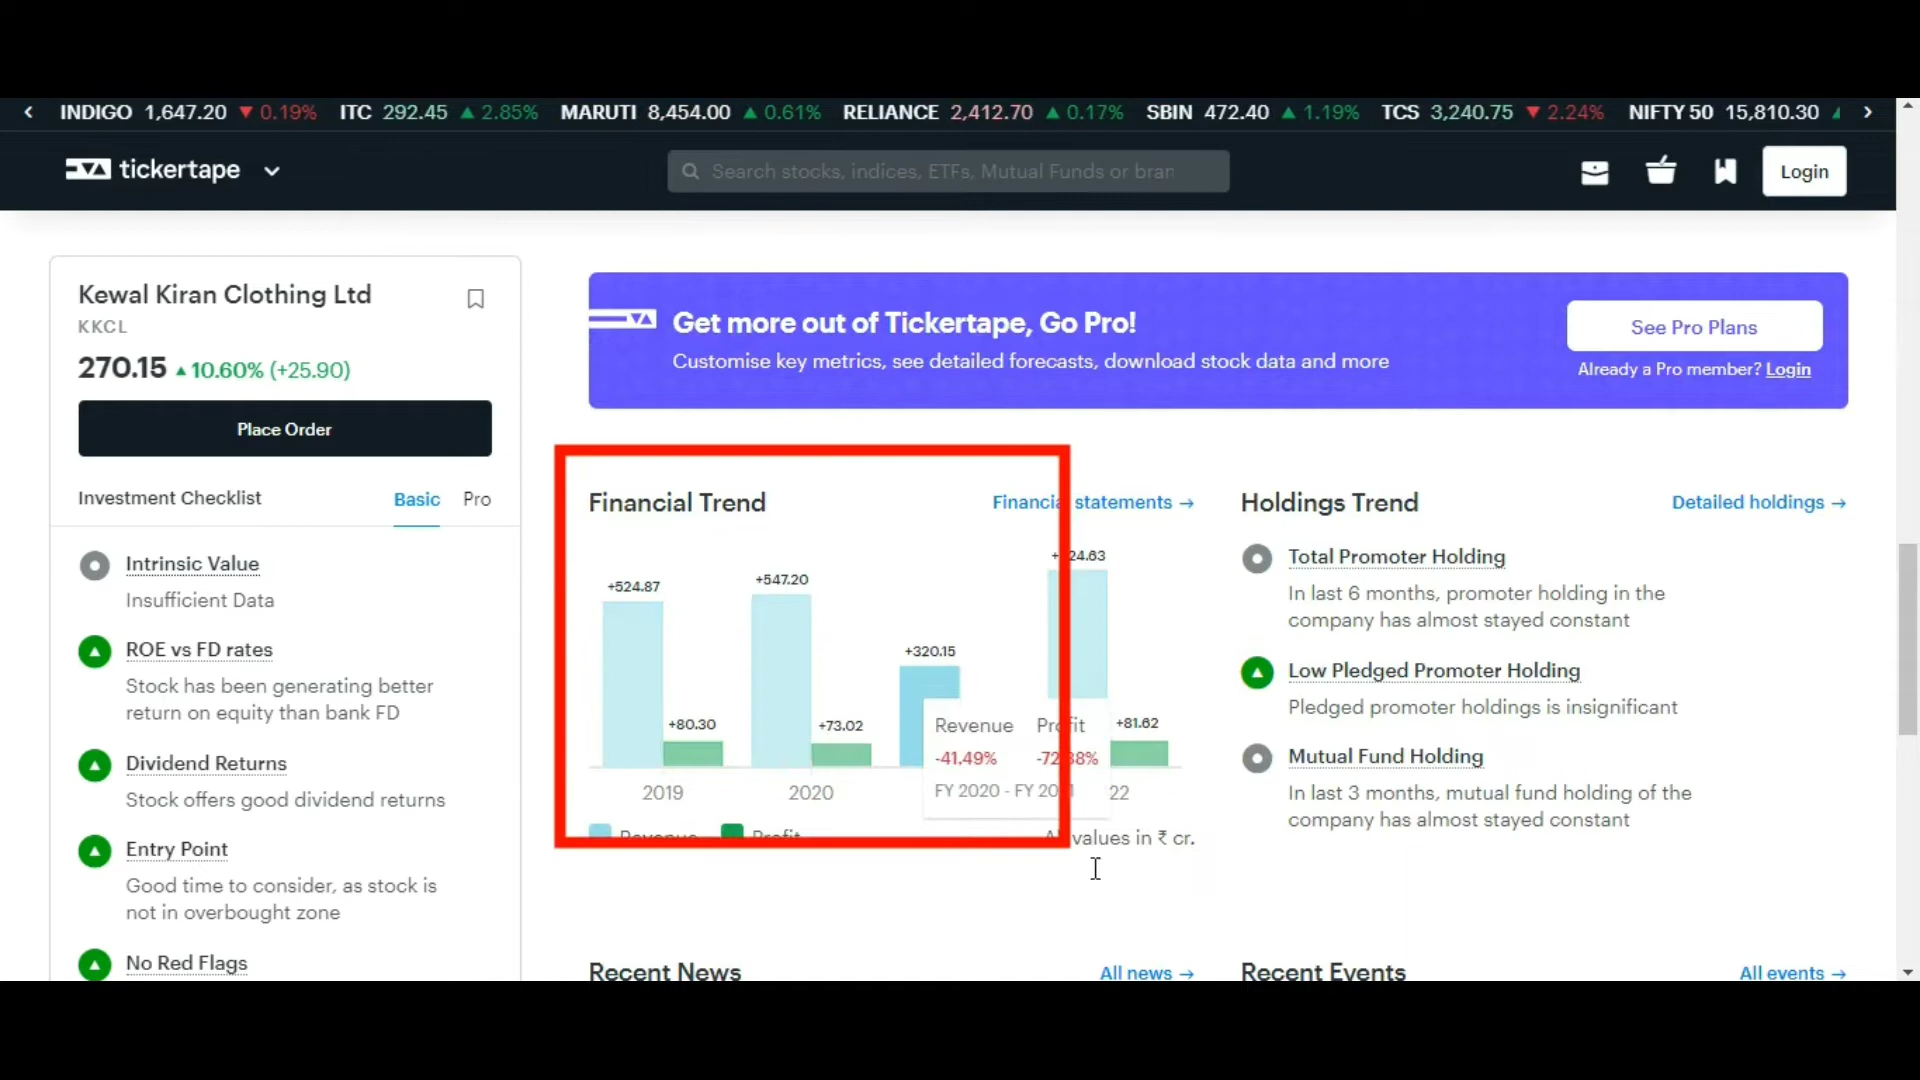 INDIGO 1,647.20 ▼ 0.19% ITC 292.45 ▲ 2.85% MARUTI 8,454.00 ▲ 0.61% RELIANCE 2,412.70 ▲ 0.17% SBIN 472.40 ▲ 1.19% TCS 3,240.75 ▼ 2.24% NIFTY 50 15,810.30
tickertape
Search stocks, indices, ETFs, Mutual Funds or bran
Login
Kewal Kiran Clothing Ltd
KKCL
270.15 ▲ 10.60% (+25.90)
Place Order
Investment Checklist Basic Pro
Intrinsic Value
Insufficient Data
ROE vs FD rates
Stock has been generating better
return on equity than bank FD
Dividend Returns
Stock offers good dividend returns
Entry Point
Good time to consider, as stock is
not in overbought zone
No Red Flags
Get more out of Tickertape, Go Pro!
Customise key metrics, see detailed forecasts, download stock data and more
See Pro Plans
Already a Pro member? Login
Financial Trend
Financial statements →
+524.87
+80.30
+547.20
+73.02
+320.15
24.63
+81.62
Revenue Profit
-41.49%
FY 2020 - FY
2019 2020 22
Revenue Profit
values in ₹ cr.
Holdings Trend
Detailed holdings →
Total Promoter Holding
In last 6 months, promoter holding in the
company has almost stayed constant
Low Pledged Promoter Holding
Pledged promoter holdings is insignificant
Mutual Fund Holding
In last 3 months, mutual fund holding of the
company has almost stayed constant
Recent News
All news →
Recent Events
All events →